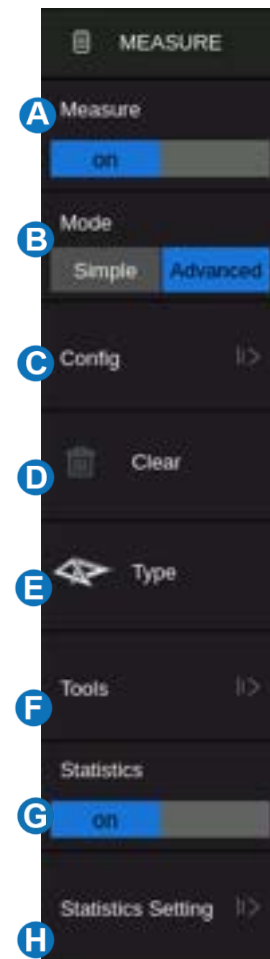 MEASURE
A Measure
on
B Mode
Simple Advanced
C Config
D Clear
E Type
F Tools
Statistics
G on
H Statistics Setting